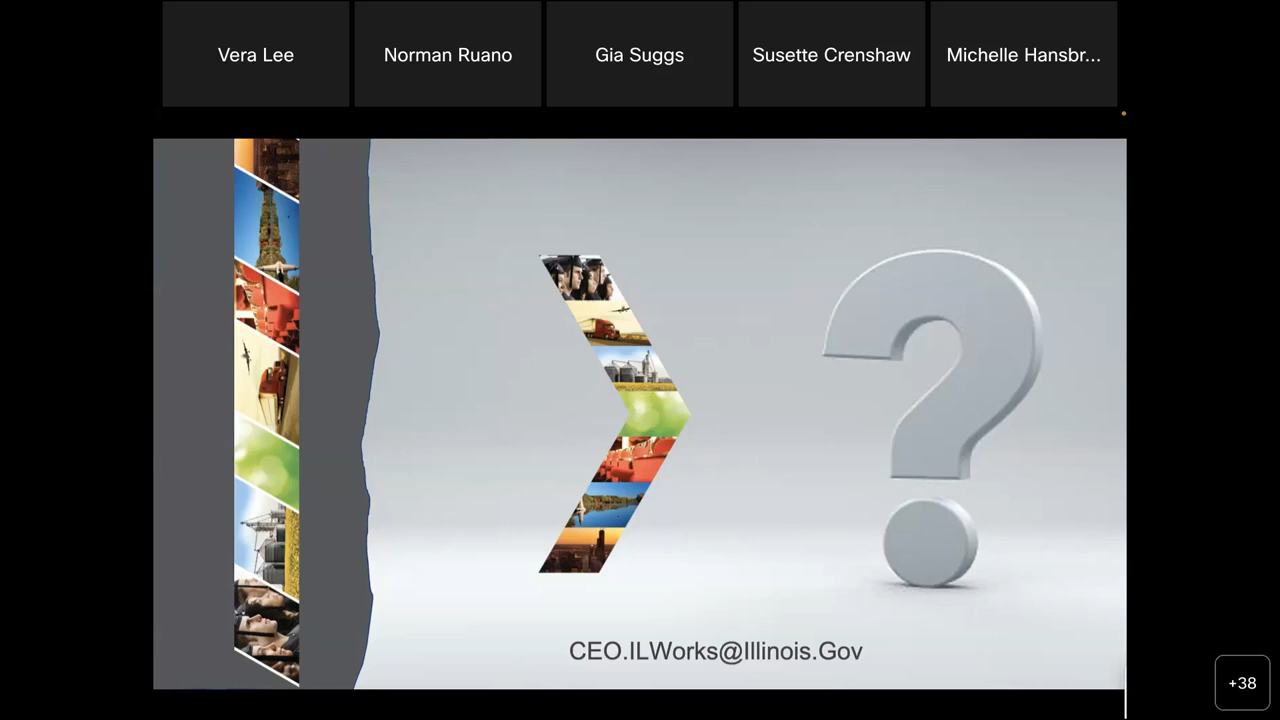 Vera Lee
Norman Ruano
Gia Suggs
Susette Crenshaw
Michelle Hansbr...
?
CEO.ILWorks@Illinois.Gov
+38